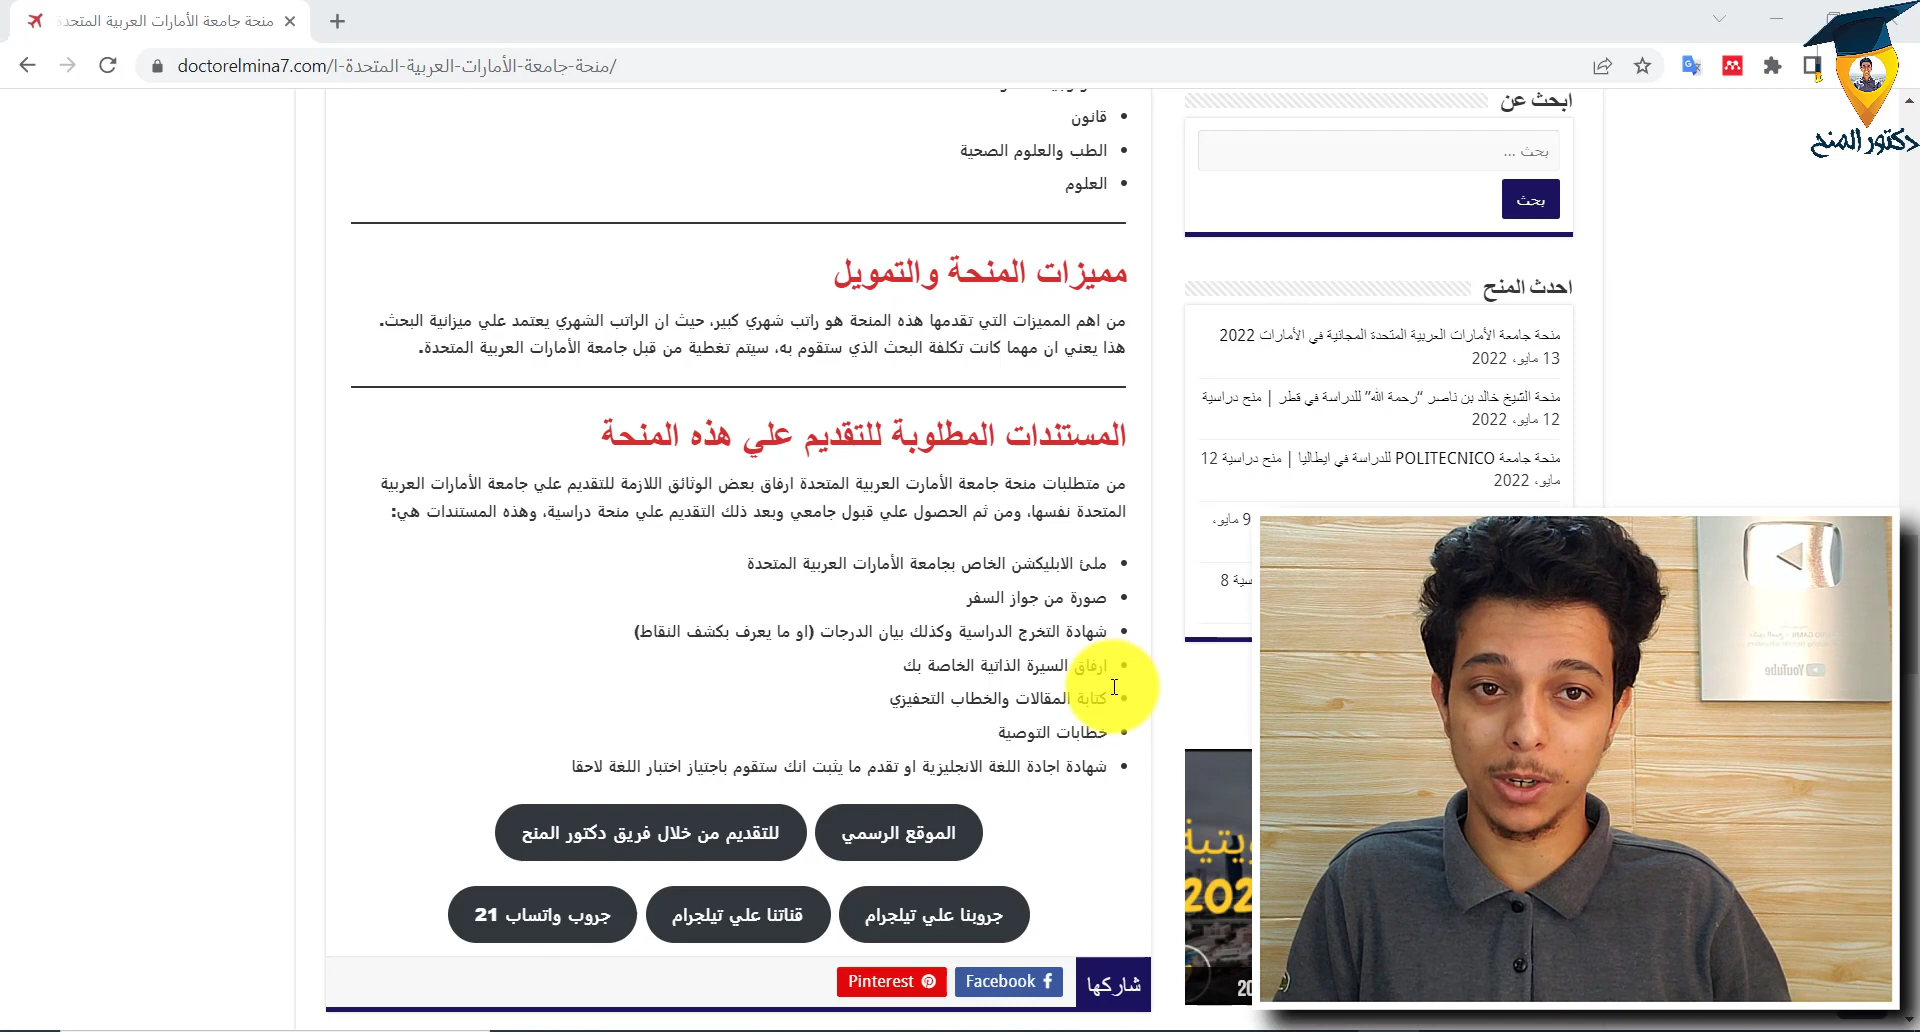 منحة جامعة الأمارات العربية المتحدة
doctorelmina7.com/منحة-جامعة-الأمارات-العربية-المتحدة-ا/
دكتور المنح
قانون
الطب والعلوم الصحية
العلوم
مميزات المنحة والتمويل
من اهم المميزات التي تقدمها هذه المنحة هو راتب شهري كبير، حيث ان الراتب الشهري يعتمد علي ميزانية البحث.
هذا يعني ان مهما كانت تكلفة البحث الذي ستقوم به، سيتم تغطية من قبل جامعة الأمارات العربية المتحدة.
المستندات المطلوبة للتقديم علي هذه المنحة
من متطلبات منحة جامعة الأمارت العربية المتحدة ارفاق بعض الوثائق اللازمة للتقديم علي جامعة الأمارات العربية
المتحدة نفسها، ومن ثم الحصول علي قبول جامعي وبعد ذلك التقديم علي منحة دراسية، وهذه المستندات هي:
ملئ الابليكشن الخاص بجامعة الأمارات العربية المتحدة
صورة من جواز السفر
شهادة التخرج الدراسية وكذلك بيان الدرجات (او ما يعرف بكشف النقاط)
ارفاق السيرة الذاتية الخاصة بك
كتابة المقالات والخطاب التحفيزي
خطابات التوصية
شهادة اجادة اللغة الانجليزية او تقدم ما يثبت انك ستقوم باجتياز اختبار اللغة لاحقا
الموقع الرسمي
للتقديم من خلال فريق دكتور المنح
جروبنا علي تيلجرام
قناتنا علي تيلجرام
جروب واتساب 21
شاركها
Facebook
Pinterest
ابحث عن
بحث ...
بحث
احدث المنح
منحة جامعة الأمارات العربية المتحدة المجانية في الأمارات 2022
13 مايو، 2022
منحة الشيخ خالد بن ناصر “رحمة الله” للدراسة في قطر | منح دراسية
12 مايو، 2022
منحة جامعة POLITECNICO للدراسة في ايطاليا | منح دراسية 12
مايو، 2022
9 مايو،
سية 8
يتية
202
20
YouTube